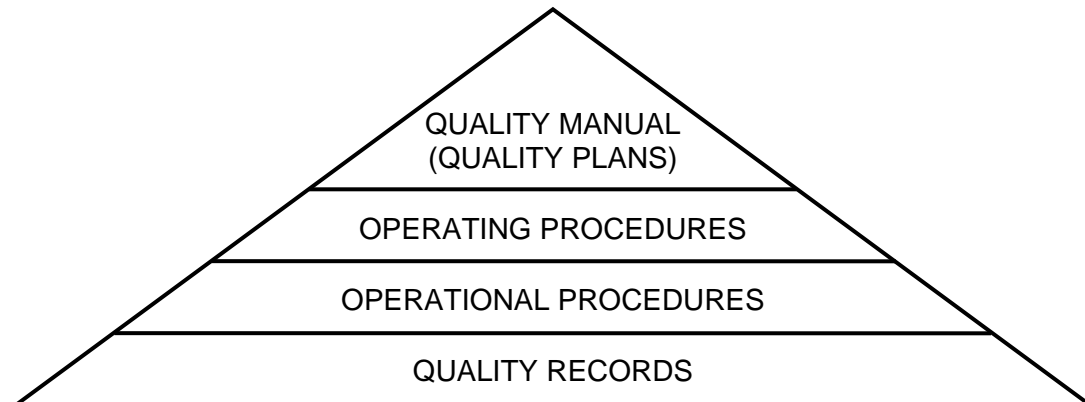 QUALITY MANUAL
(QUALITY PLANS)
OPERATING PROCEDURES
OPERATIONAL PROCEDURES
QUALITY RECORDS